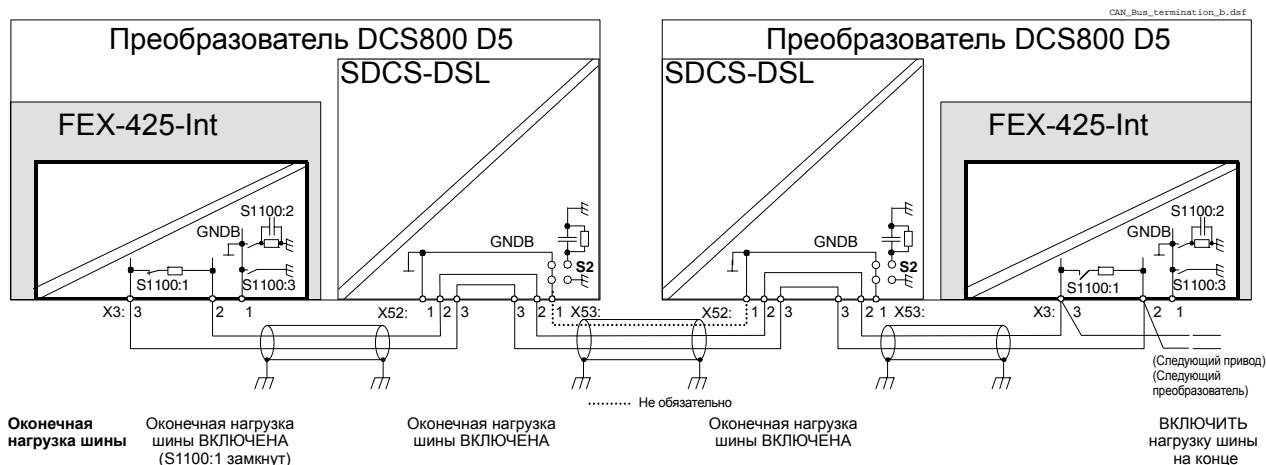 CAN_Bus_termination_b.dsf
Преобразователь DCS800 D5
SDCS-DSL
FEX-425-Int
S1100:2
GNDB
S1100:1
S1100:3
GNDB
S2
X3: 3 2 1
X52: 1 2 3
3 2 1 X53:
Преобразователь DCS800 D5
SDCS-DSL
FEX-425-Int
GNDB
S2
S1100:2
GNDB
S1100:1
S1100:3
X52: 1 2 3
3 2 1 X53:
X3: 3 2 1
(Следующий привод)
(Следующий
преобразователь)
Не обязательно
Оконечная
нагрузка шины
Оконечная нагрузка
шины ВКЛЮЧЕНА
(S1100:1 замкнут)
Оконечная нагрузка
шины ВКЛЮЧЕНА
Оконечная нагрузка
шины ВКЛЮЧЕНА
ВКЛЮЧИТЬ
нагрузку шины
на конце